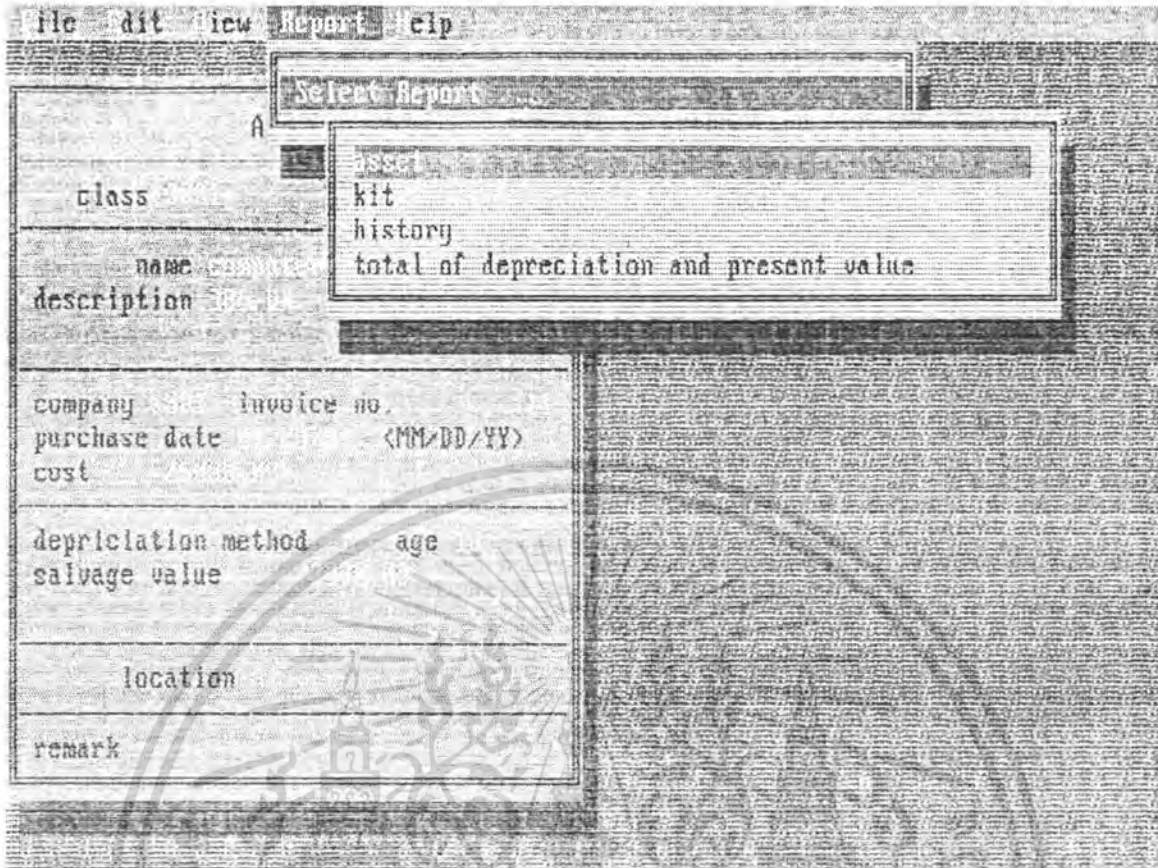 ile dit iew Report elp
Select Report ...
A
asset
class
kit
history
name
total of depreciation and present value
description
company invoice no.
purchase date <MM/DD/YY>
cost
depriciation method age
salvage value
location
remark